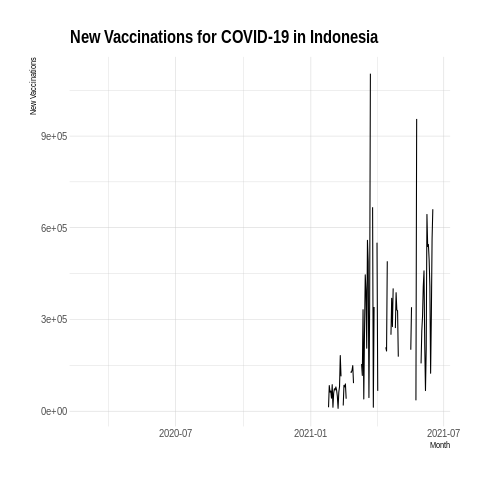 New Vaccinations for COVID-19 in Indonesia
New Vaccinations
9e+05
6e+05
3e+05
0e+00
2020-07 2021-01 2021-07
Month